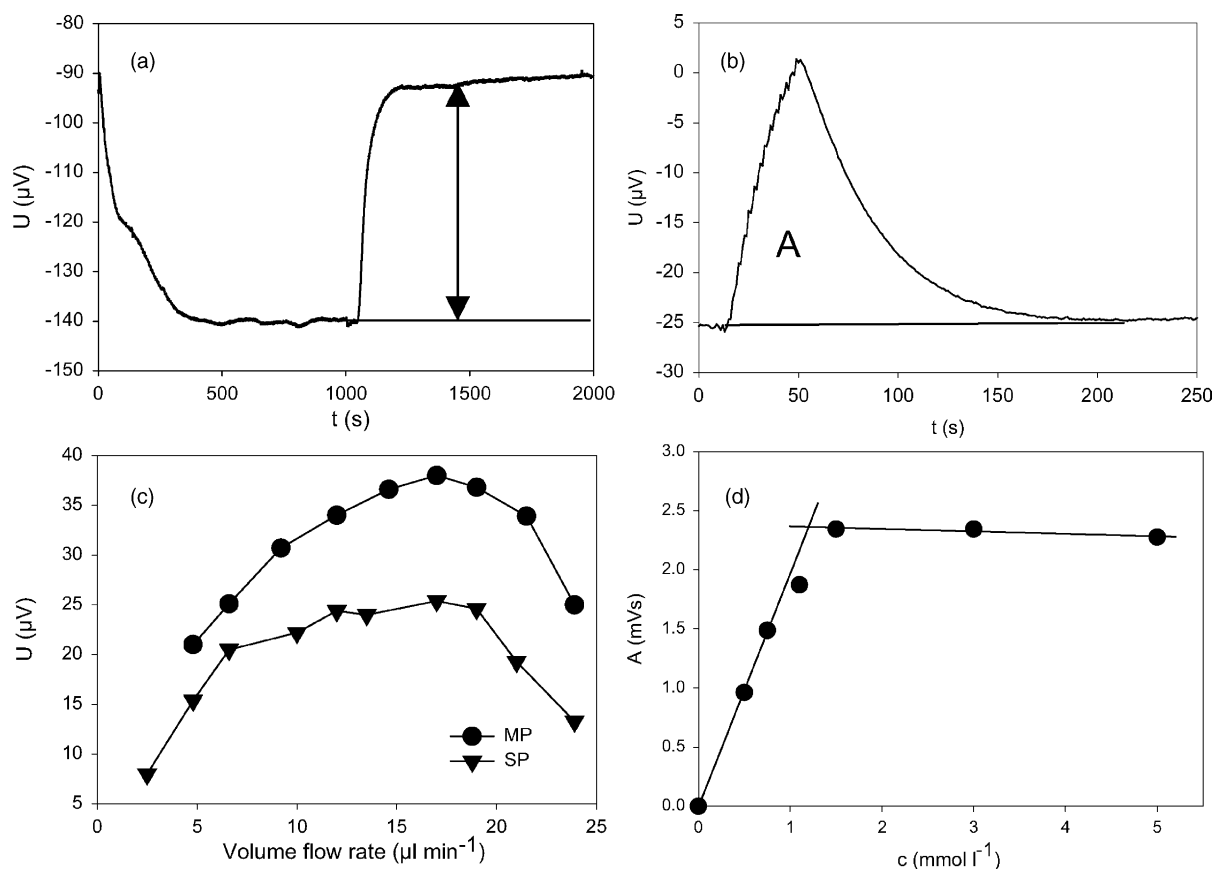 (a)
U (µV)
-80
-90
-100
-110
-120
-130
-140
-150
0 500 1000 1500 2000
t (s)
(b)
U (µV)
5
0
-5
-10
-15
-20
-25
-30
A
0 50 100 150 200 250
t (s)
(c)
U (µV)
40
35
30
25
20
15
10
5
MP
SP
0 5 10 15 20 25
Volume flow rate (µl min⁻¹)
(d)
A (mVs)
3.0
2.5
2.0
1.5
1.0
0.5
0.0
0 1 2 3 4 5
c (mmol l⁻¹)